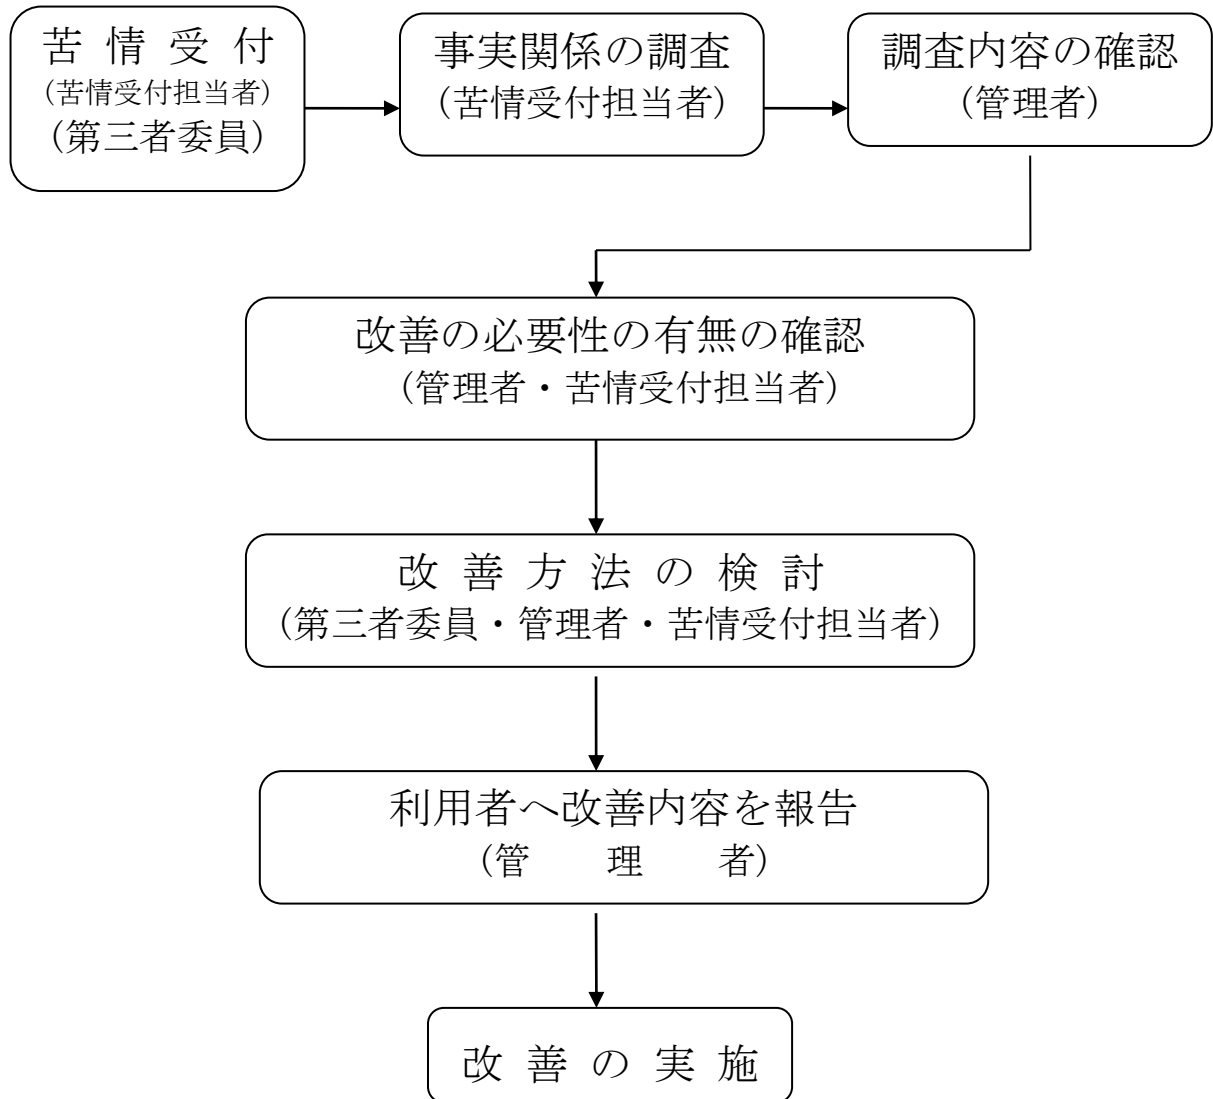 苦情受付
(苦情受付担当者)
(第三者委員)
事実関係の調査
(苦情受付担当者)
調査内容の確認
(管理者)
改善の必要性の有無の確認
(管理者・苦情受付担当者)
改善方法の検討
(第三者委員・管理者・苦情受付担当者)
利用者へ改善内容を報告
(管　理　者)
改善の実施